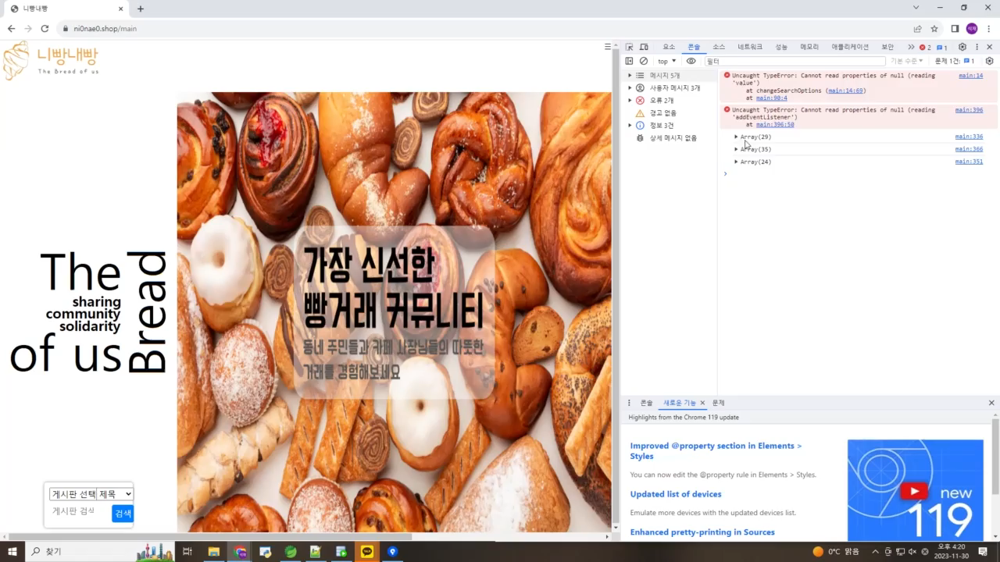 니빵내빵
ni0nae0.shop/main
니빵내빵
The Bread of us
The
sharing
community
solidarity
of us
Bread
가장 신선한
빵거래 커뮤니티
동네 주민들과 카페 사장님들의 따뜻한
거래를 경험해보세요
게시판 선택 제목
게시판 검색
검색
요소 콘솔 소스 네트워크 성능 메모리 애플리케이션 보안 2 1
top 필터 기본 수준 문제 1건: 1
메시지 5개
사용자 메시지 3개
오류 2개
경고 없음
정보 3건
상세 메시지 없음
Uncaught TypeError: Cannot read properties of null (reading main:14
'value')
at changeSearchOptions (main:14:69)
at main:90:4
Uncaught TypeError: Cannot read properties of null (reading main:396
'addEventListener')
at main:396:50
Array(29) main:336
Array(35) main:366
Array(24) main:351
콘솔 새로운 기능 문제
Highlights from the Chrome 119 update
Improved @property section in Elements >
Styles
You can now edit the @property rule in Elements > Styles.
Updated list of devices
Emulate more devices with the updated devices list.
Enhanced pretty-printing in Sources
new
119
찾기
TALK
0°C 맑음
오후 4:20
2023-11-30